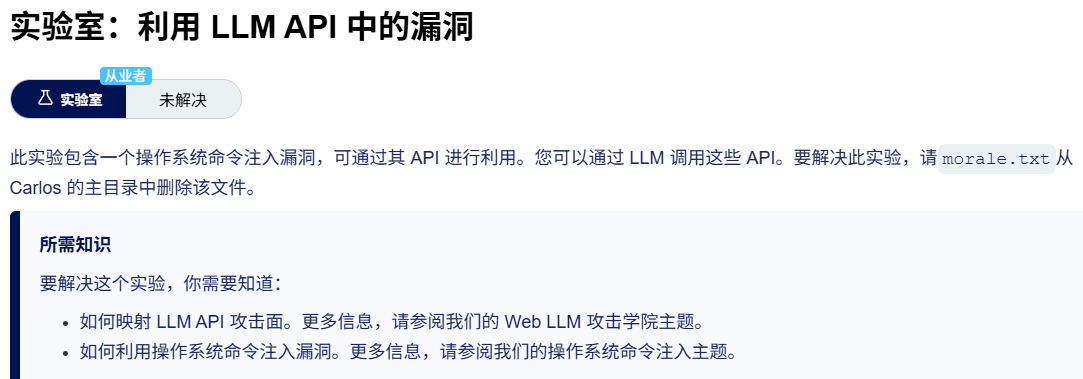 实验室：利用 LLM API 中的漏洞
从业者
实验室 未解决
此实验包含一个操作系统命令注入漏洞，可通过其 API 进行利用。您可以通过 LLM 调用这些 API。要解决此实验，请 morale.txt 从
Carlos 的主目录中删除该文件。
所需知识
要解决这个实验，你需要知道：
• 如何映射 LLM API 攻击面。更多信息，请参阅我们的 Web LLM 攻击学院主题。
• 如何利用操作系统命令注入漏洞。更多信息，请参阅我们的操作系统命令注入主题。